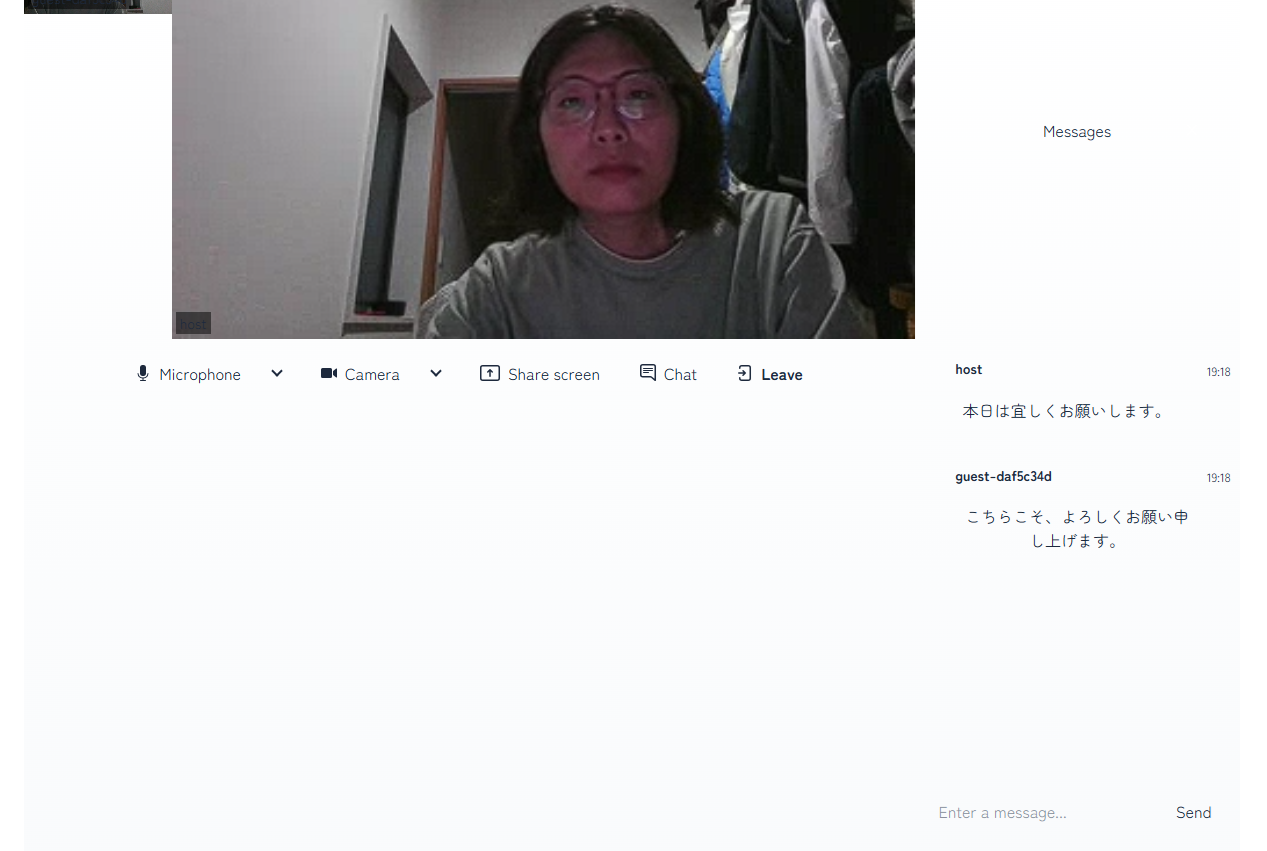 Messages
host
Microphone
Camera
Share screen
Chat
Leave
host 19:18
本日は宜しくお願いします。
guest-daf5c34d 19:18
こちらこそ、よろしくお願い申
し上げます。
Enter a message...
Send